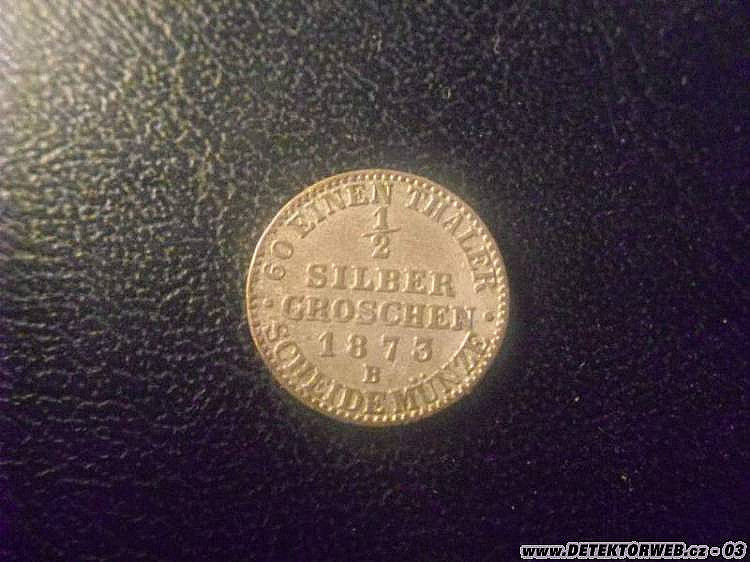 60 EINEN THALER
1
2
SILBER
GROSCHEN
1873
B
SCHEIDEMÜNZE
www.DETEKTORWEB.cz - 03